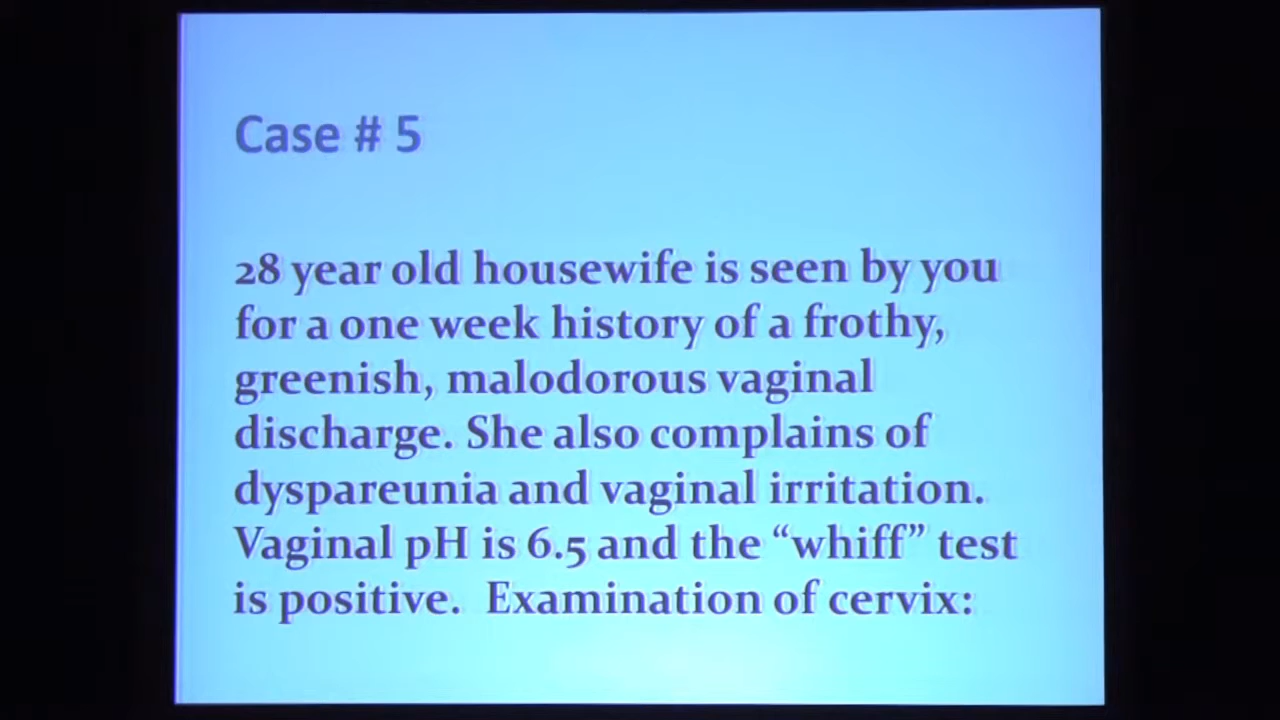 Case # 5
28 year old housewife is seen by you
for a one week history of a frothy,
greenish, malodorous vaginal
discharge. She also complains of
dyspareunia and vaginal irritation.
Vaginal pH is 6.5 and the “whiff” test
is positive.  Examination of cervix: